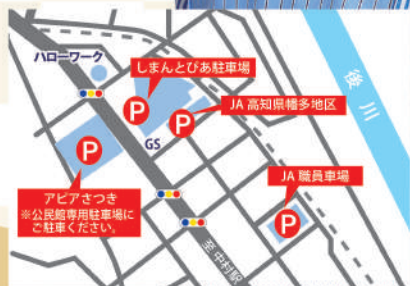 ハローワーク
しまんとぴあ駐車場
P
P
JA 高知県幡多地区
後川
GS
P
アピアさつき
※公民館専用駐車場に
ご駐車ください。
JA 職員車場
P
至中村駅